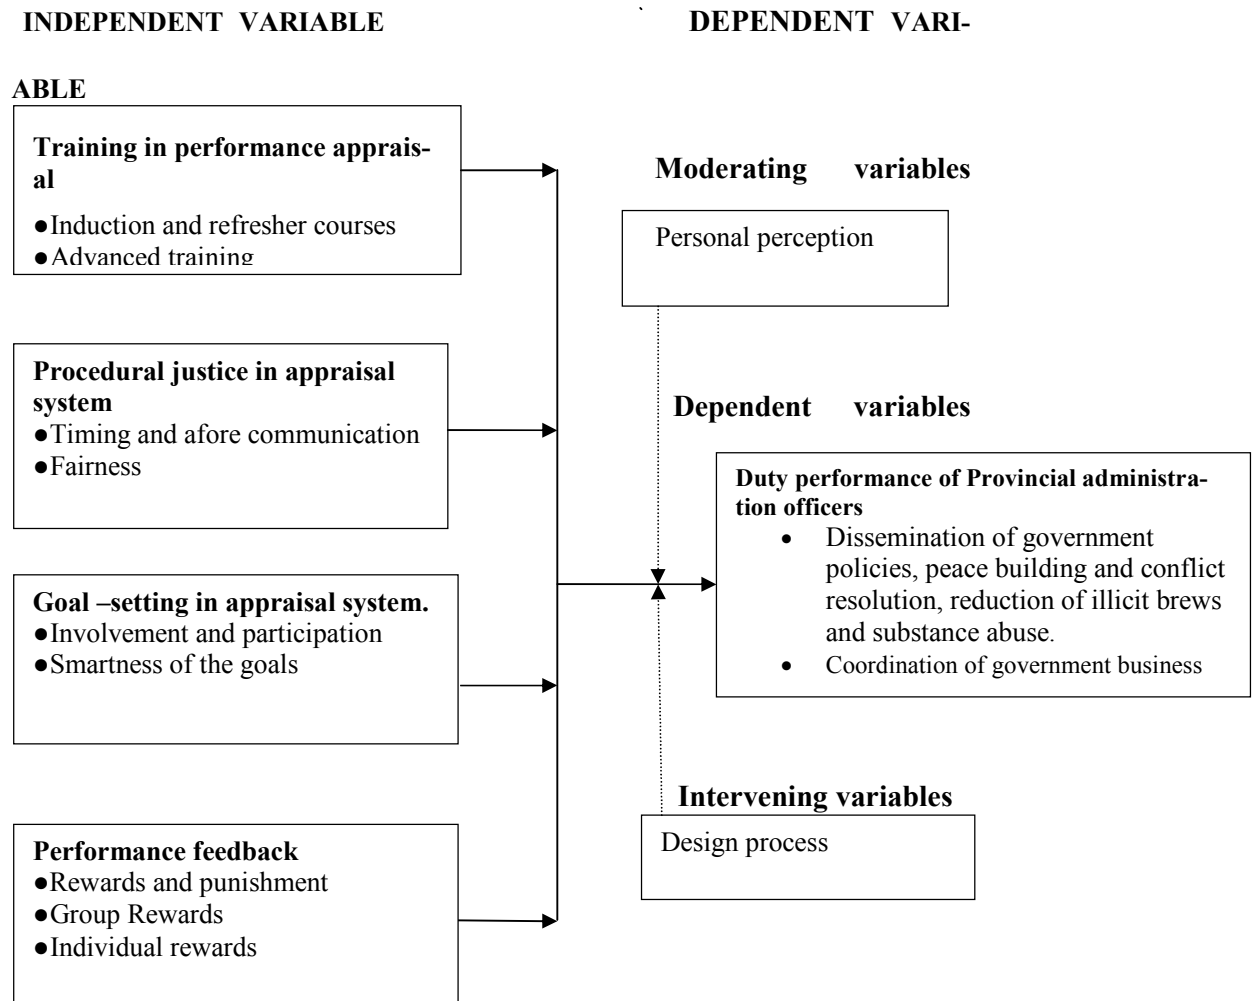 INDEPENDENT VARIABLE
DEPENDENT VARI-
ABLE
Training in performance apprais-
al
●Induction and refresher courses
●Advanced training
Procedural justice in appraisal
system
●Timing and afore communication
●Fairness
Goal –setting in appraisal system.
●Involvement and participation
●Smartness of the goals
Performance feedback
●Rewards and punishment
●Group Rewards
●Individual rewards
Moderating variables
Personal perception
Dependent variables
Duty performance of Provincial administra-
tion officers
• Dissemination of government
policies, peace building and conflict
resolution, reduction of illicit brews
and substance abuse.
• Coordination of government business
Intervening variables
Design process